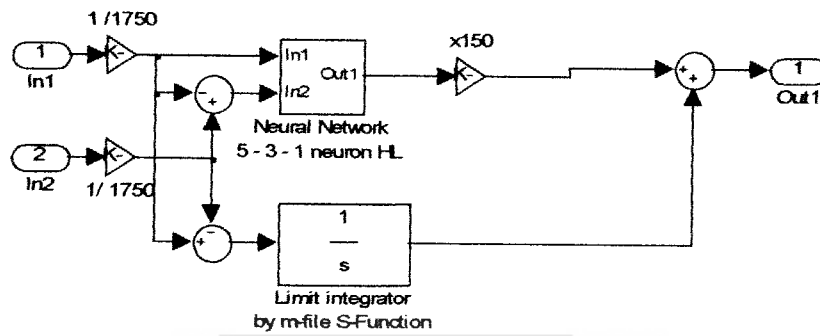 1 /1750
1
K-
In1
In1
In2
Out1
x150
K-
1
Out1
- +
+ +
Neural Network
5 - 3 - 1 neuron HL
2
K-
In2
1/ 1750
+ -
1
s
Limit integrator
by m-file S-Function